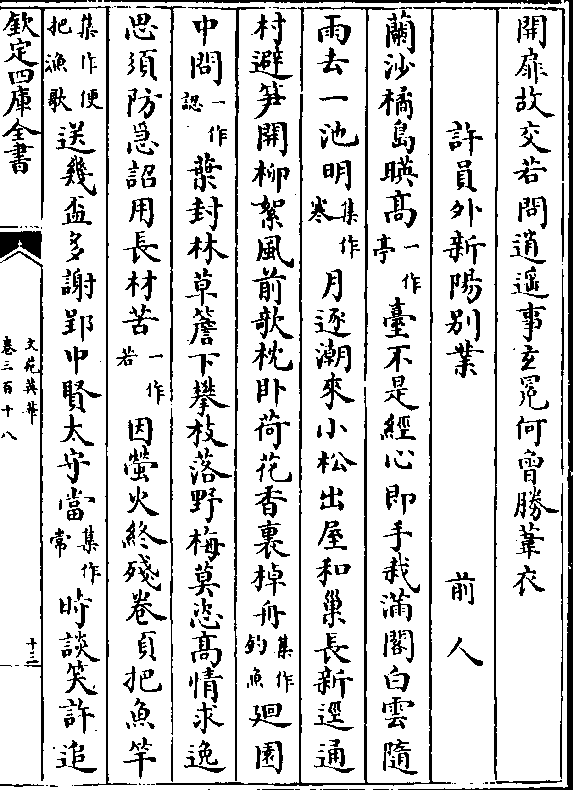 開扉故交若問逍遥事玄冕何曾勝葦衣
許員外新陽別業 前人
蘭沙橘島暎高一作亭臺不是經心即手栽滿閣白雲隨
雨去一池明集作寒月逐潮來小松出屋和巢長新逕通
村避笋開柳絮風前欹枕卧荷花香裏棹舟集作釣魚廻園
中問一作認葉封林草簷下攀枝落野梅莫恣高情求逸
思須防急詔用長材苦一作若因螢火終殘卷頁把魚竿
集作便把漁歌送幾盃多謝郢中賢太守當集作常時談笑許追
欽定四庫全書
文苑英華
卷三百十八
十三